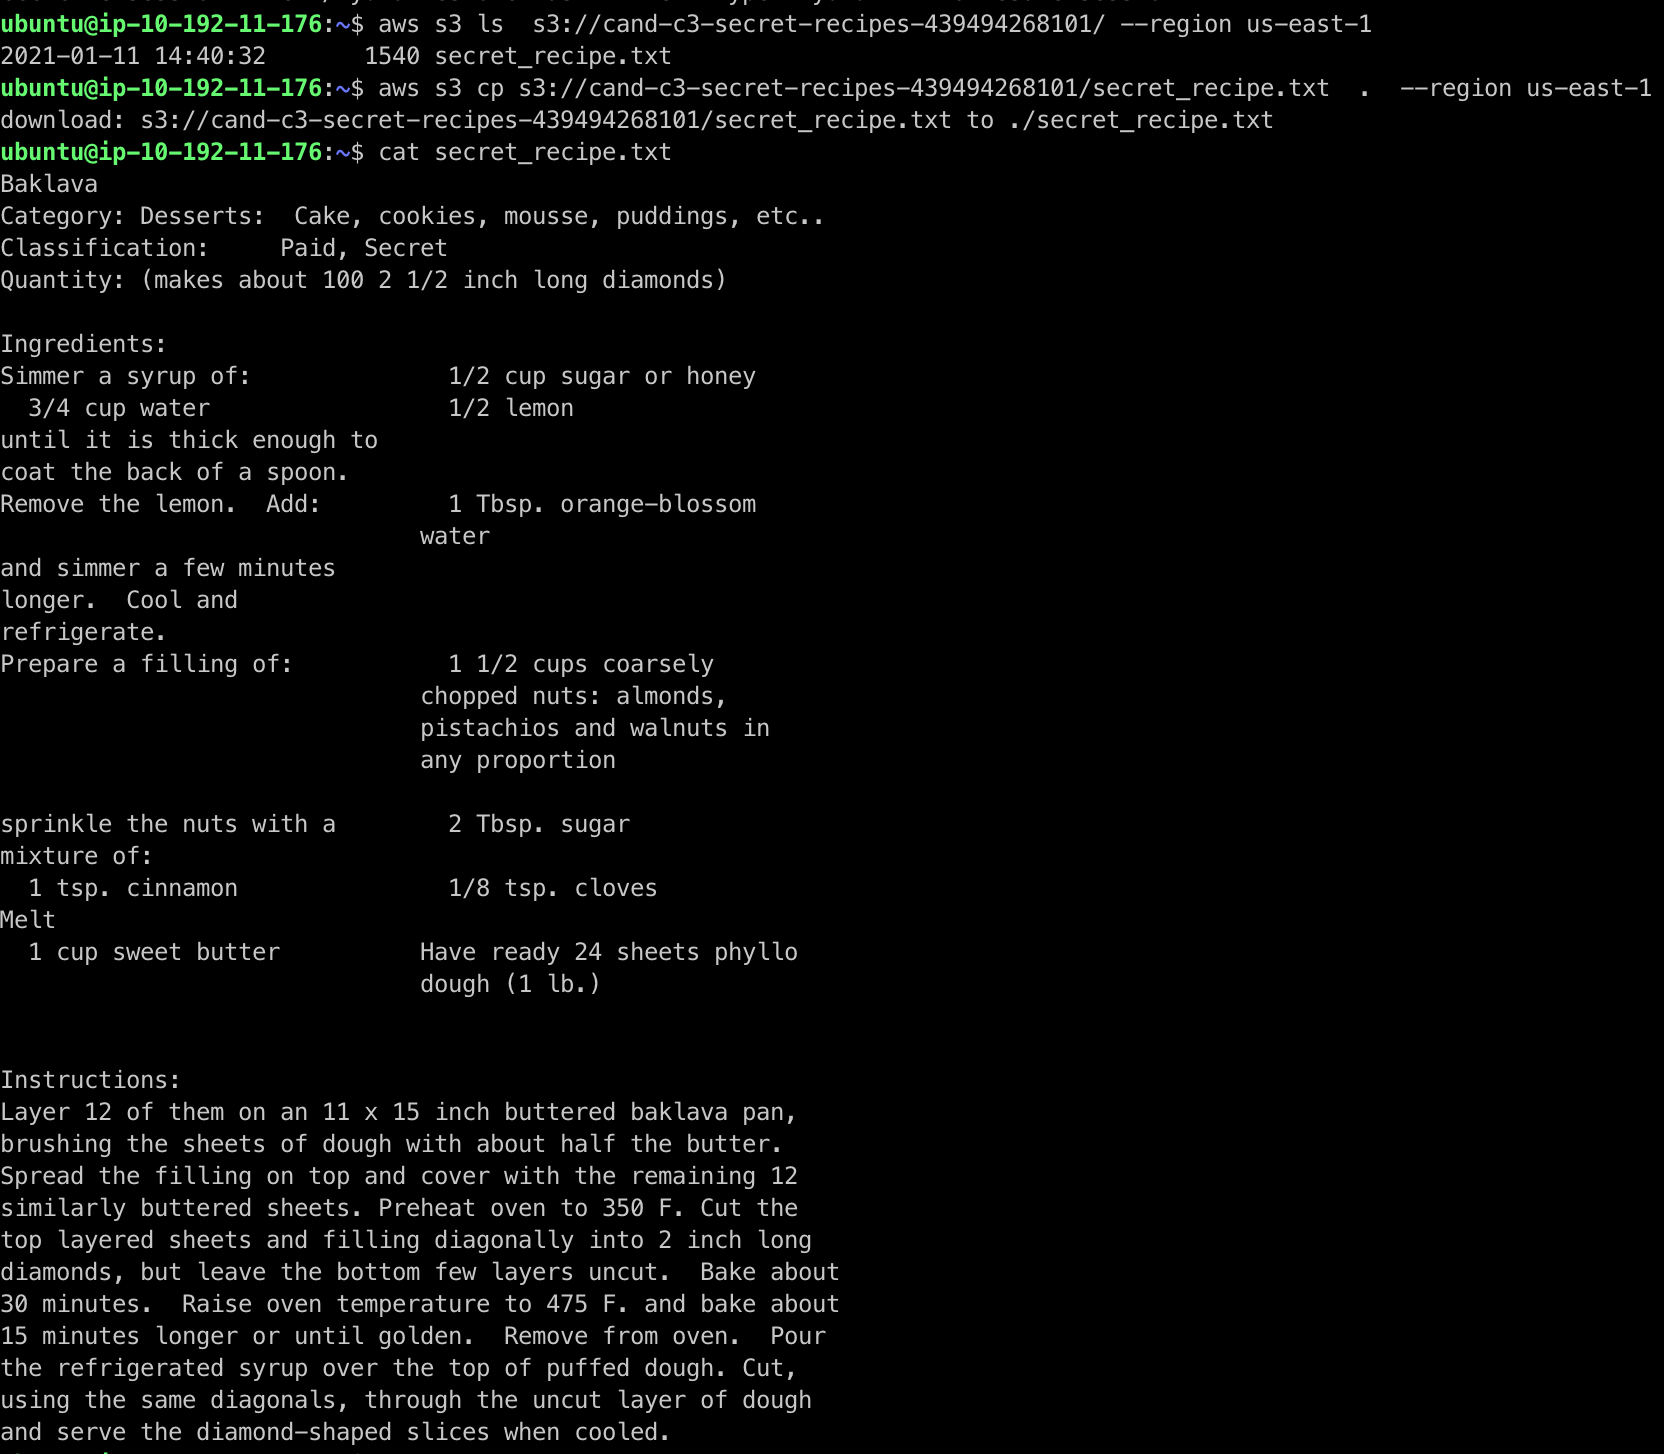 ubuntu@ip-10-192-11-176:~$ aws s3 ls  s3://cand-c3-secret-recipes-439494268101/ --region us-east-1
2021-01-11 14:40:32       1540 secret_recipe.txt
ubuntu@ip-10-192-11-176:~$ aws s3 cp s3://cand-c3-secret-recipes-439494268101/secret_recipe.txt  .  --region us-east-1
download: s3://cand-c3-secret-recipes-439494268101/secret_recipe.txt to ./secret_recipe.txt
ubuntu@ip-10-192-11-176:~$ cat secret_recipe.txt
Baklava
Category: Desserts:  Cake, cookies, mousse, puddings, etc..
Classification:     Paid, Secret
Quantity: (makes about 100 2 1/2 inch long diamonds)

Ingredients:
Simmer a syrup of:              1/2 cup sugar or honey
  3/4 cup water                 1/2 lemon
until it is thick enough to
coat the back of a spoon.
Remove the lemon.  Add:         1 Tbsp. orange-blossom
                              water
and simmer a few minutes
longer.  Cool and
refrigerate.
Prepare a filling of:           1 1/2 cups coarsely
                              chopped nuts: almonds,
                              pistachios and walnuts in
                              any proportion

sprinkle the nuts with a        2 Tbsp. sugar
mixture of:
  1 tsp. cinnamon               1/8 tsp. cloves
Melt
  1 cup sweet butter          Have ready 24 sheets phyllo
                              dough (1 lb.)

Instructions:
Layer 12 of them on an 11 x 15 inch buttered baklava pan,
brushing the sheets of dough with about half the butter.
Spread the filling on top and cover with the remaining 12
similarly buttered sheets. Preheat oven to 350 F. Cut the
top layered sheets and filling diagonally into 2 inch long
diamonds, but leave the bottom few layers uncut.  Bake about
30 minutes.  Raise oven temperature to 475 F. and bake about
15 minutes longer or until golden.  Remove from oven.  Pour
the refrigerated syrup over the top of puffed dough. Cut,
using the same diagonals, through the uncut layer of dough
and serve the diamond-shaped slices when cooled.